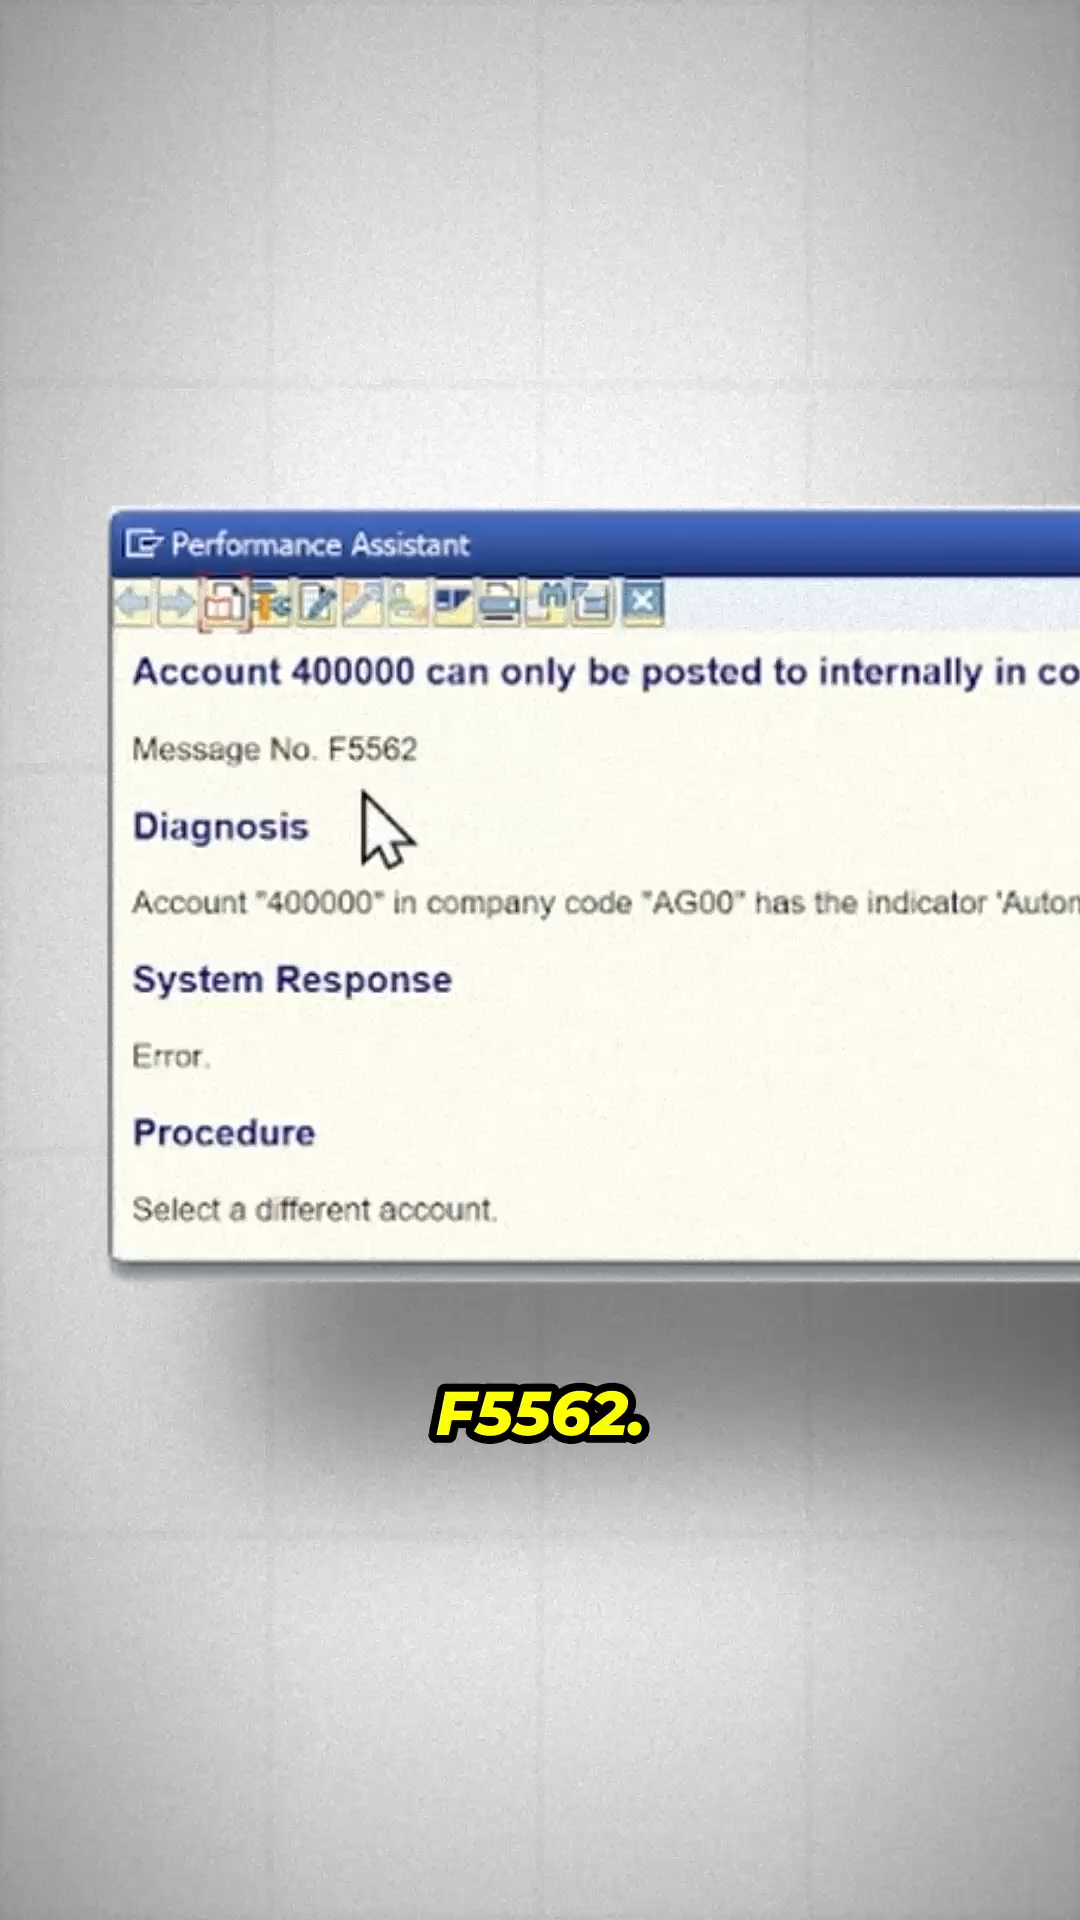 Performance Assistant
Account 400000 can only be posted to internally in co
Message No. F5562
Diagnosis
Account "400000" in company code "AG00" has the indicator 'Autom
System Response
Error.
Procedure
Select a different account.
F5562.